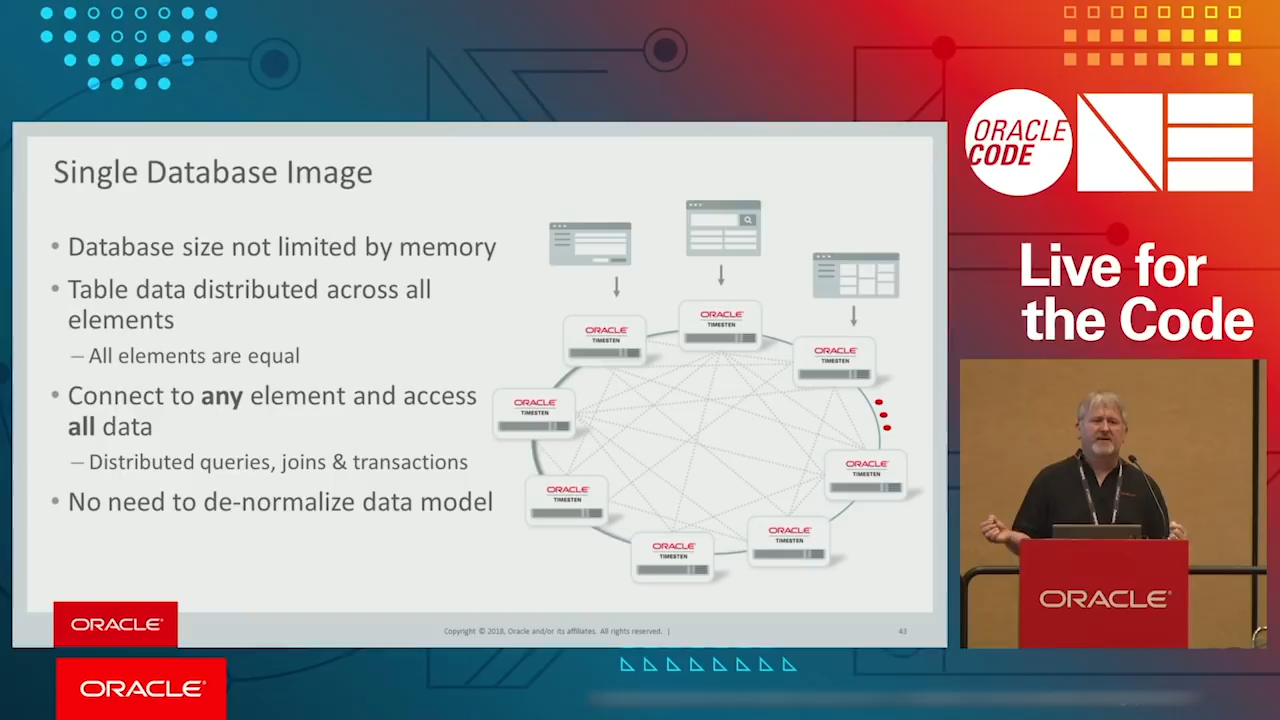 ORACLE
CODE
ONE
Live for
the Code
Single Database Image
• Database size not limited by memory
• Table data distributed across all
elements
– All elements are equal
• Connect to any element and access
all data
– Distributed queries, joins & transactions
• No need to de-normalize data model
ORACLE®
TIMESTEN
ORACLE®
TIMESTEN
ORACLE®
TIMESTEN
ORACLE®
TIMESTEN
ORACLE®
TIMESTEN
ORACLE®
TIMESTEN
ORACLE®
TIMESTEN
ORACLE®
TIMESTEN
ORACLE®
Copyright © 2018, Oracle and/or its affiliates. All rights reserved. |
43
ORACLE®
ORACLE®